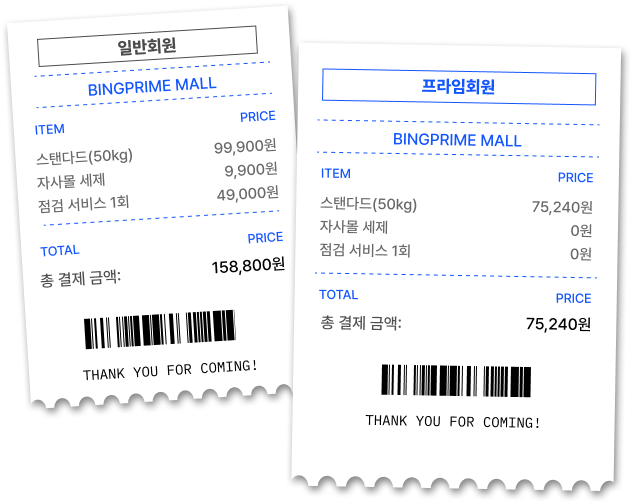 일반회원
BINGPRIME MALL
ITEM PRICE
스탠다드(50kg) 99,900원
자사몰 세제 9,900원
점검 서비스 1회 49,000원
TOTAL PRICE
총 결제 금액: 158,800원
THANK YOU FOR COMING!
프라임회원
BINGPRIME MALL
ITEM PRICE
스탠다드(50kg) 75,240원
자사몰 세제 0원
점검 서비스 1회 0원
TOTAL PRICE
총 결제 금액: 75,240원
THANK YOU FOR COMING!